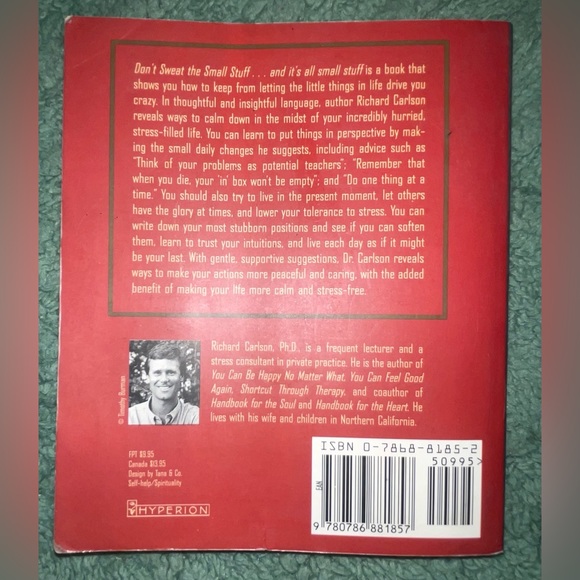 Don't Sweat the Small Stuff . . . and it's all small stuff is a book that
shows you how to keep from letting the little things in life drive you
crazy. In thoughtful and insightful language, author Richard Carlson
reveals ways to calm down in the midst of your incredibly hurried,
stress-filled life. You can learn to put things in perspective by mak-
ing the small daily changes he suggests, including advice such as
"Think of your problems as potential teachers"; "Remember that
when you die, your 'in' box won't be empty"; and "Do one thing at a
time." You should also try to live in the present moment, let others
have the glory at times, and lower your tolerance to stress. You can
write down your most stubborn positions and see if you can soften
them, learn to trust your intuitions, and live each day as if it might
be your last. With gentle, supportive suggestions, Dr. Carlson reveals
ways to make your actions more peaceful and caring, with the added
benefit of making your life more calm and stress-free.
© Timothy Burman
Richard Carlson, Ph.D., is a frequent lecturer and a
stress consultant in private practice. He is the author of
You Can Be Happy No Matter What, You Can Feel Good
Again, Shortcut Through Therapy, and coautor of
Handbook for the Soul and Handbook for the Heart. He
lives with his wife and children in Northern California.
FPT $9.95
Canada $13.95
Design by Tana & Co.
Self-help/Spirituality
HYPERION
ISBN 0-7868-8185-2
50995>
EAN
9 780786 881857